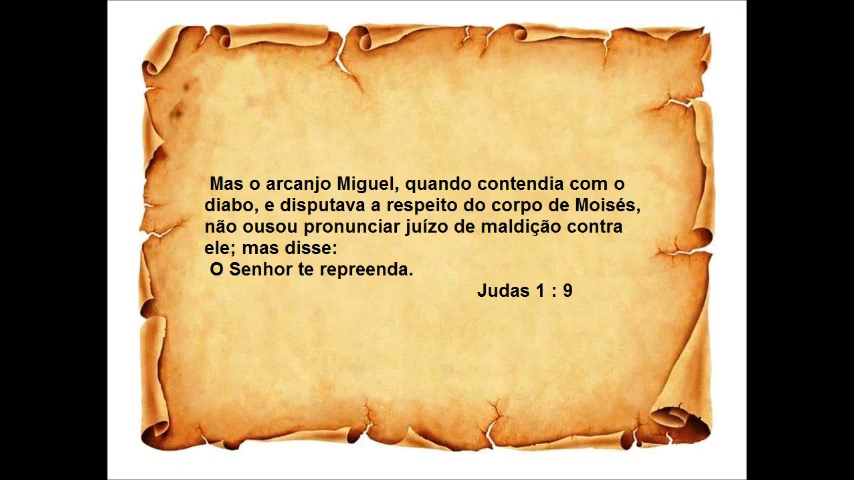 Mas o arcanjo Miguel, quando contendia com o
diabo, e disputava a respeito do corpo de Moisés,
não ousou pronunciar juízo de maldição contra
ele; mas disse:
O Senhor te repreenda.
Judas 1 : 9